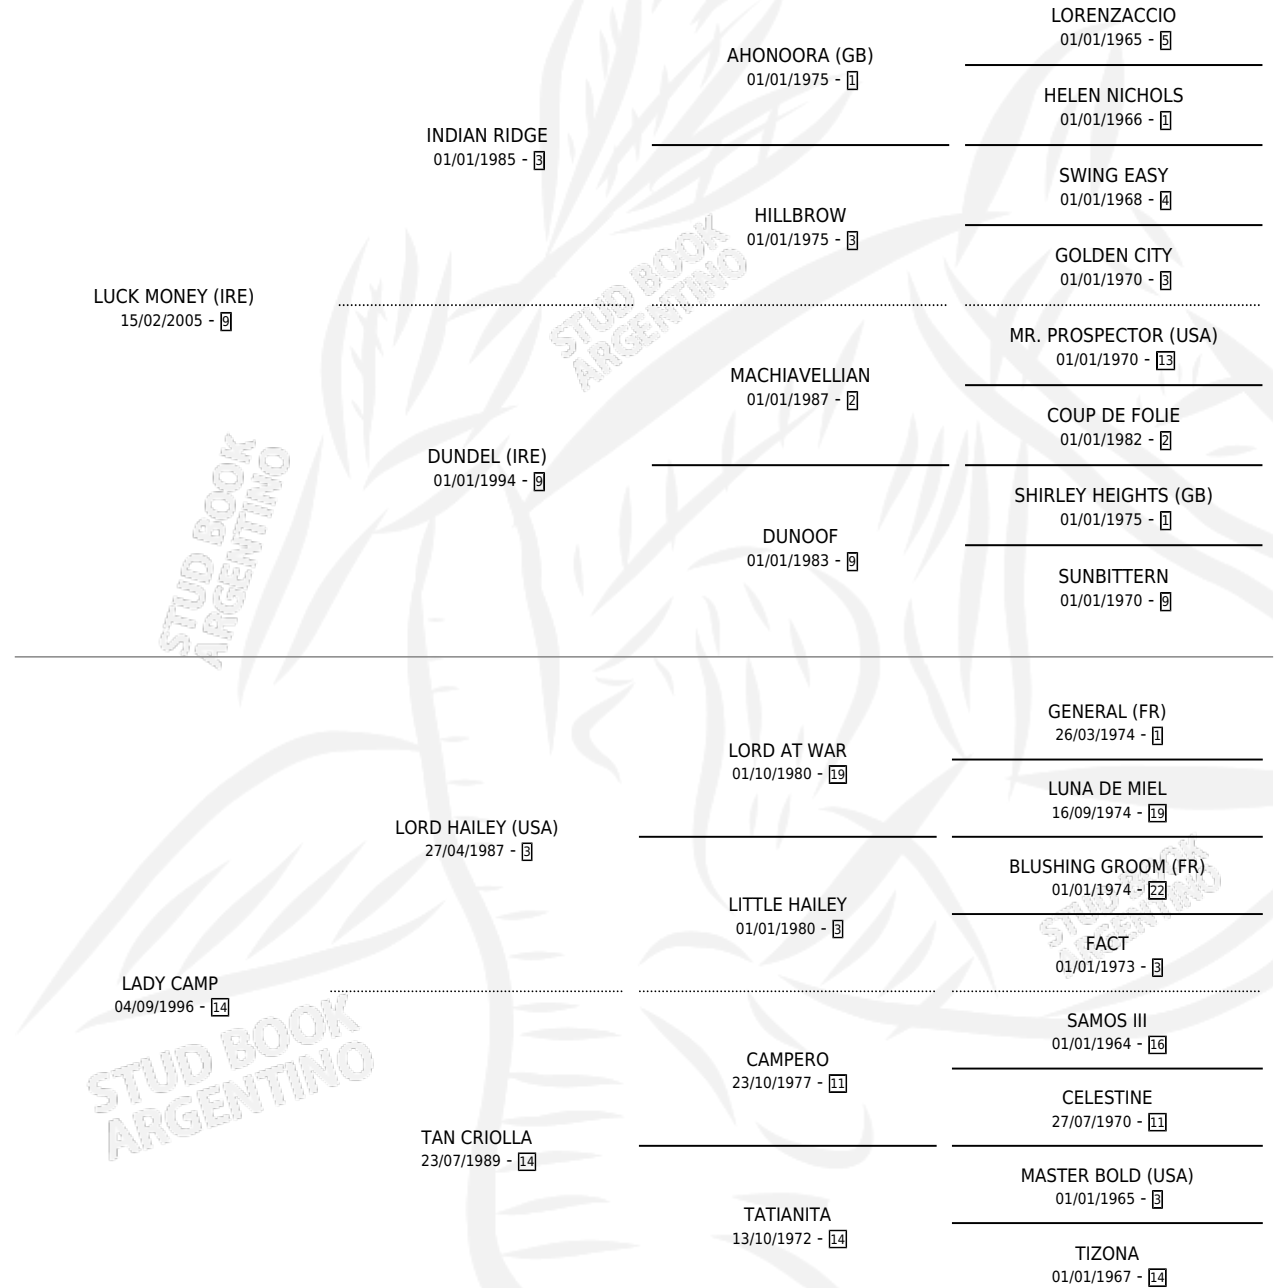 LORENZACCIO
01/01/1965 - 5
AHONOORA (GB)
01/01/1975 - 1
HELEN NICHOLS
01/01/1966 - 1
INDIAN RIDGE
01/01/1985 - 3
SWING EASY
01/01/1968 - 4
HILLBROW
01/01/1975 - 3
GOLDEN CITY
01/01/1970 - 3
LUCK MONEY (IRE)
15/02/2005 - 9
MR. PROSPECTOR (USA)
01/01/1970 - 13
MACHIAVELLIAN
01/01/1987 - 2
COUP DE FOLIE
01/01/1982 - 2
DUNDEL (IRE)
01/01/1994 - 9
SHIRLEY HEIGHTS (GB)
01/01/1975 - 1
DUNOOF
01/01/1983 - 9
SUNBITTERN
01/01/1970 - 9
GENERAL (FR)
26/03/1974 - 1
LORD AT WAR
01/10/1980 - 19
LUNA DE MIEL
16/09/1974 - 19
LORD HAILEY (USA)
27/04/1987 - 3
BLUSHING GROOM (FR)
01/01/1974 - 22
LITTLE HAILEY
01/01/1980 - 3
FACT
01/01/1973 - 3
LADY CAMP
04/09/1996 - 14
SAMOS III
01/01/1964 - 16
CAMPERO
23/10/1977 - 11
CELESTINE
27/07/1970 - 11
TAN CRIOLLA
23/07/1989 - 14
MASTER BOLD (USA)
01/01/1965 - 3
TATIANITA
13/10/1972 - 14
TIZONA
01/01/1967 - 14
STUD BOOK
ARGENTINO
STUD BOOK
ARGENTINO
STUD BOOK
ARGENTINO
STUD BOOK
ARGENTINO